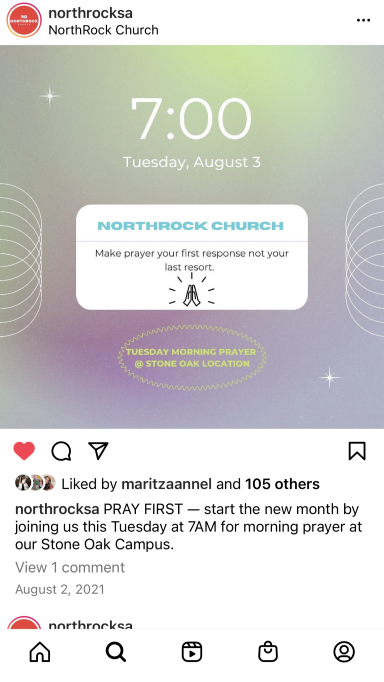 northrocksa
NorthRock Church
NORTHROCK
7:00
Tuesday, August 3
NORTHROCK CHURCH
Make prayer your first response not your
last resort.
TUESDAY MORNING PRAYER
@ STONE OAK LOCATION
Liked by maritzaannel and 105 others
northrocksa PRAY FIRST — start the new month by
joining us this Tuesday at 7AM for morning prayer at
our Stone Oak Campus.
View 1 comment
August 2, 2021
northrocksa